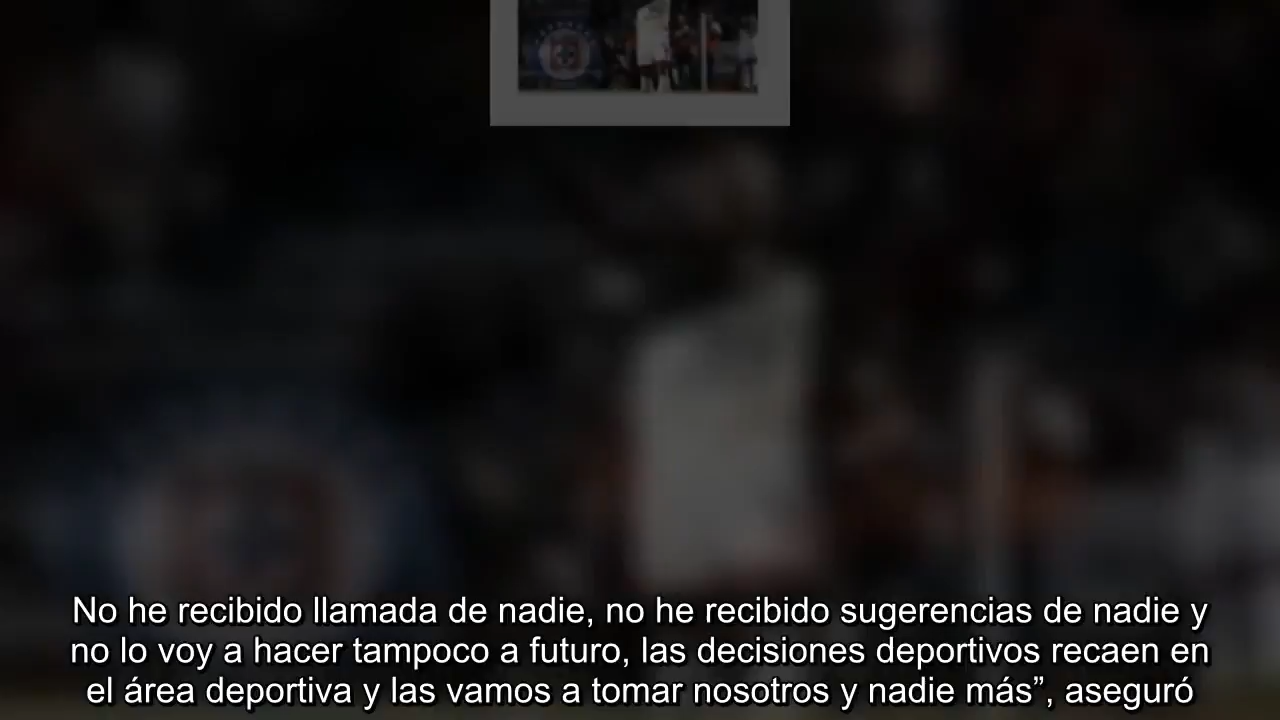 No he recibido llamada de nadie, no he recibido sugerencias de nadie y
no lo voy a hacer tampoco a futuro, las decisiones deportivos recaen en
el área deportiva y las vamos a tomar nosotros y nadie más”, aseguró